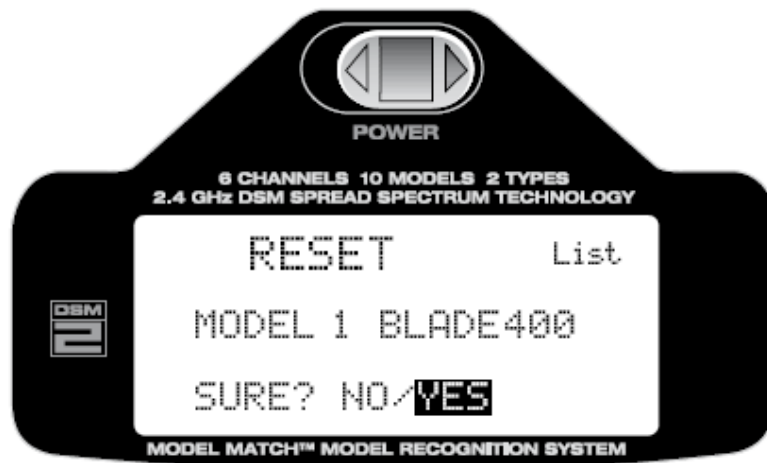 POWER
6 CHANNELS 10 MODELS 2 TYPES
2.4 GHz DSM SPREAD SPECTRUM TECHNOLOGY
RESET List
DSM
2
MODEL 1 BLADE400
SURE? NO/YES
MODEL MATCH™ MODEL RECOGNITION SYSTEM